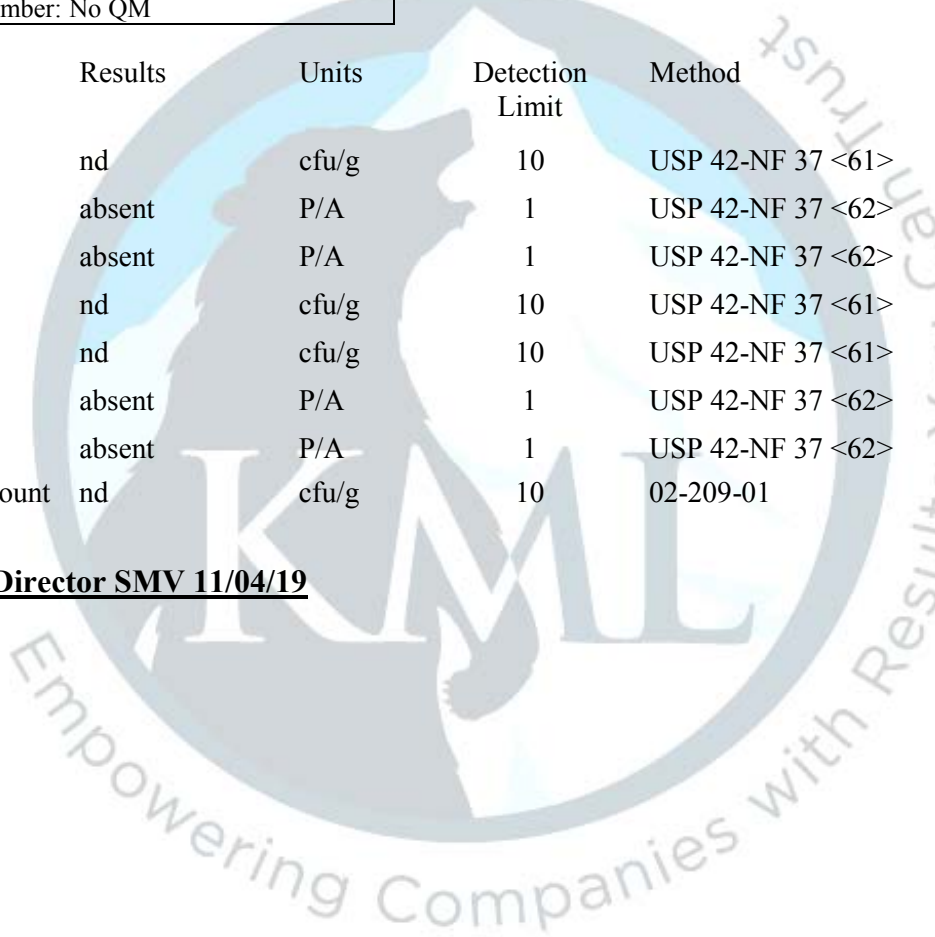 mber: No QM
Results Units Detection Limit Method
nd cfu/g 10 USP 42-NF 37 <61>
absent P/A 1 USP 42-NF 37 <62>
absent P/A 1 USP 42-NF 37 <62>
nd cfu/g 10 USP 42-NF 37 <61>
nd cfu/g 10 USP 42-NF 37 <61>
absent P/A 1 USP 42-NF 37 <62>
absent P/A 1 USP 42-NF 37 <62>
ount nd cfu/g 10 02-209-01
Director SMV 11/04/19
KML
Empowering Companies with Results You Can Trust